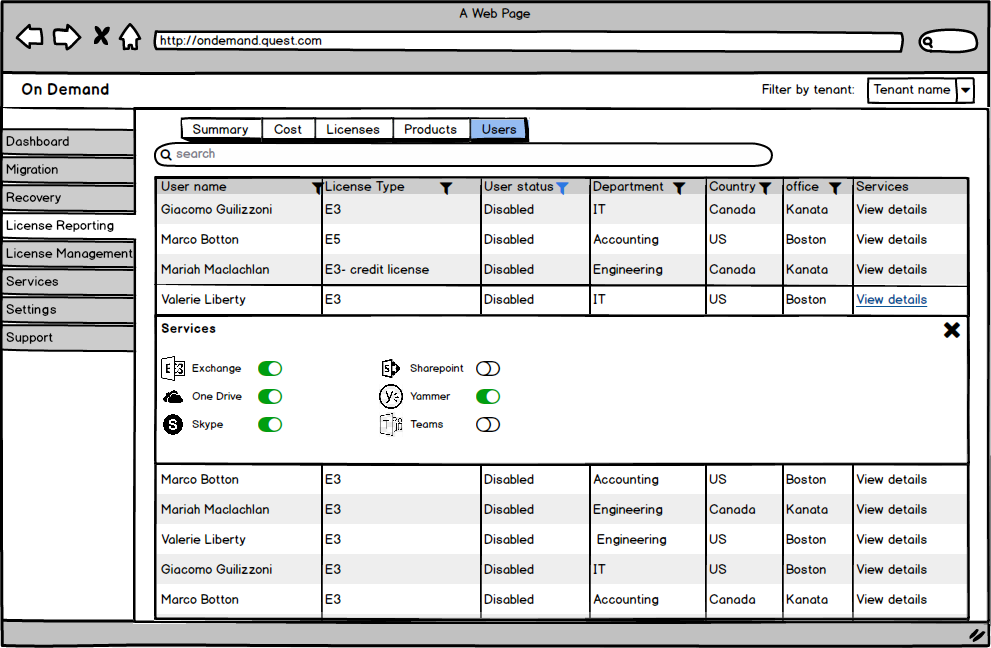 A Web Page
http://ondemand.quest.com
On Demand
Filter by tenant: Tenant name
Dashboard
Migration
Recovery
License Reporting
License Management
Services
Settings
Support
Summary Cost Licenses Products Users
search
User name License Type User status Department Country office Services
Giacomo Guilizzoni E3 Disabled IT Canada Kanata View details
Marco Botton E5 Disabled Accounting US Boston View details
Mariah Maclachlan E3- credit license Disabled Engineering Canada Kanata View details
Valerie Liberty E3 Disabled IT US Boston View details
Services
Exchange Sharepoint
One Drive Yammer
Skype Teams
Marco Botton E3 Disabled Accounting US Boston View details
Mariah Maclachlan E3 Disabled Engineering Canada Kanata View details
Valerie Liberty E3 Disabled Engineering US Boston View details
Giacomo Guilizzoni E3 Disabled IT US Boston View details
Marco Botton E3 Disabled Accounting Canada Kanata View details